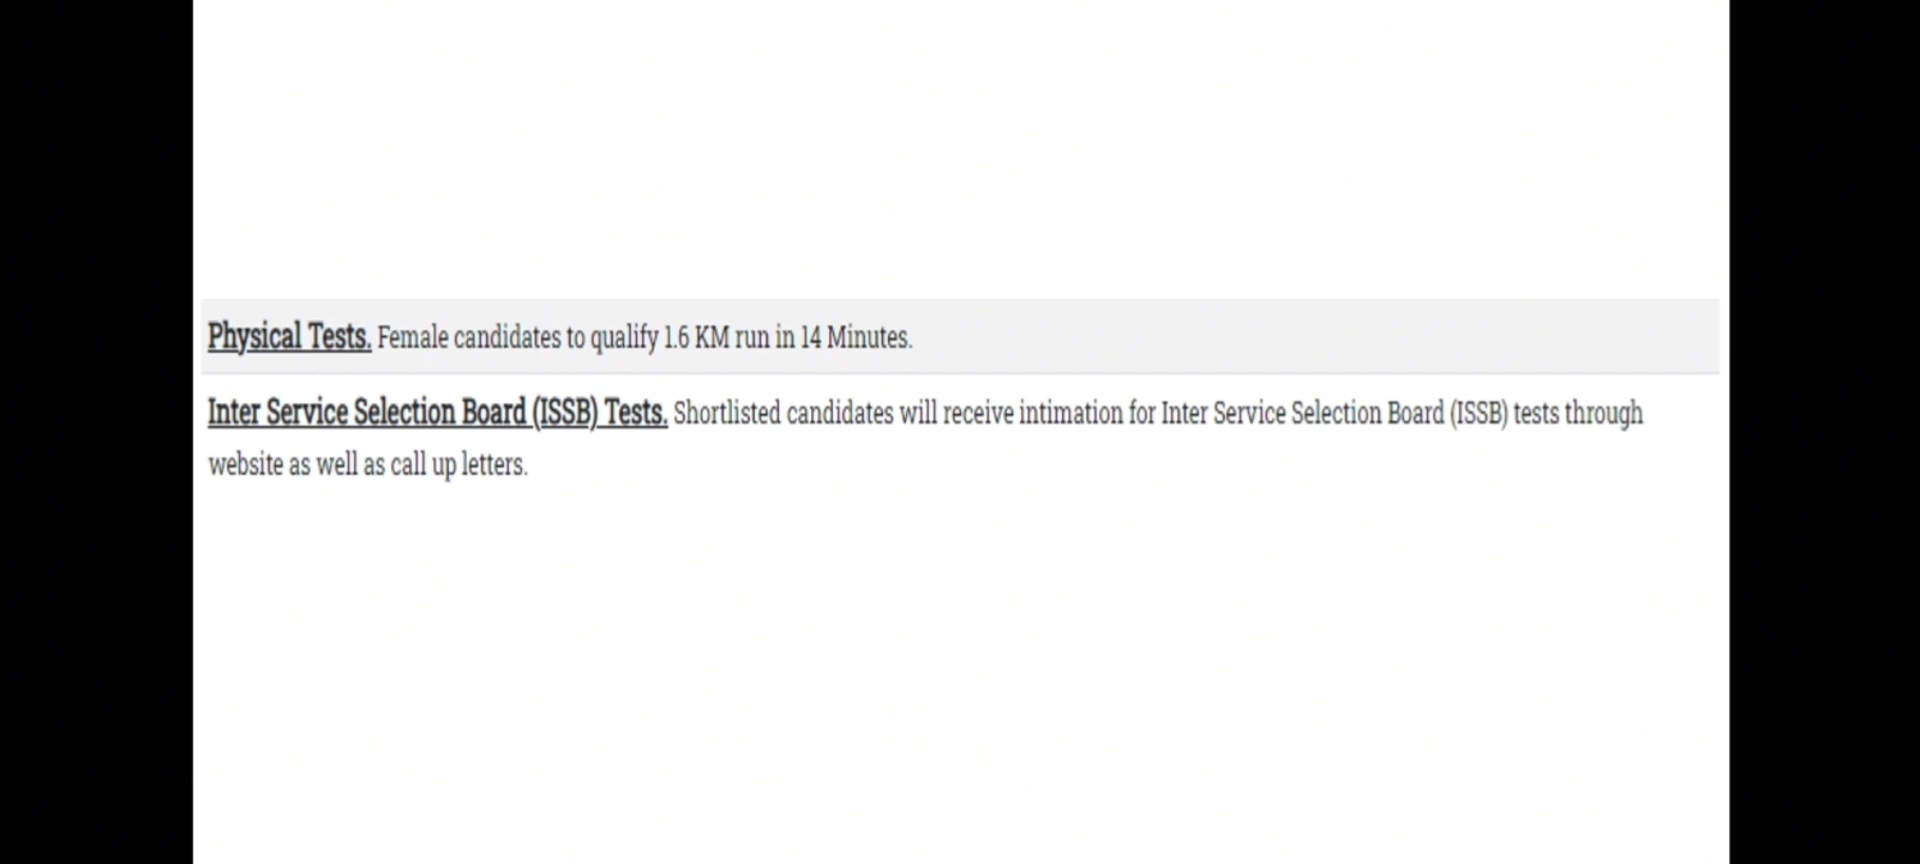 Physical Tests. Female candidates to qualify 1.6 KM run in 14 Minutes.
Inter Service Selection Board (ISSB) Tests. Shortlisted candidates will receive intimation for Inter Service Selection Board (ISSB) tests through
website as well as call up letters.